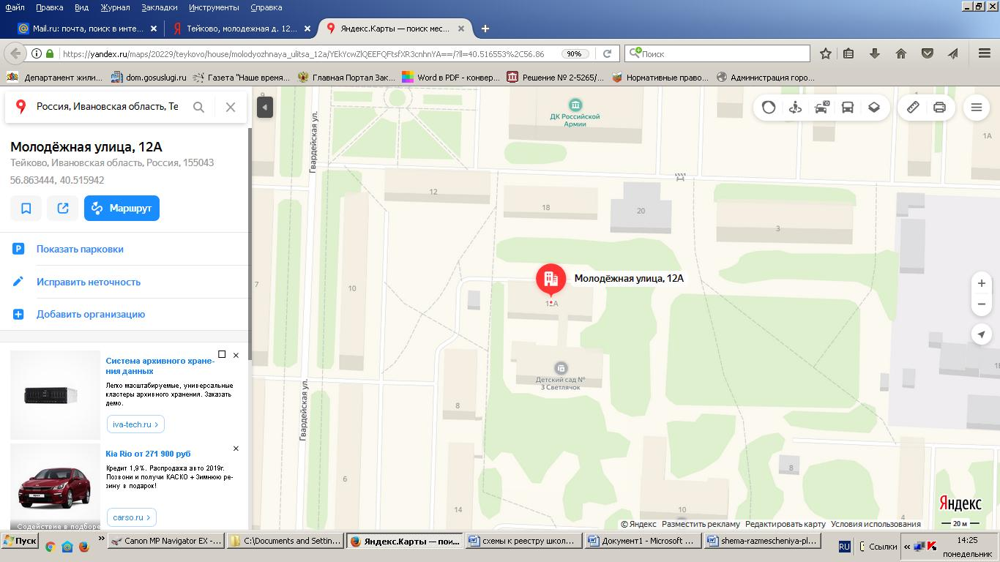 Файл Правка Вид Журнал Закладки Инструменты Справка
Mail.ru: почта, поиск в инте...
Тейково, молодежная д. 12...
Яндекс.Карты — поиск мес...
https://yandex.ru/maps/20229/teykovo/house/molodyozhnaya_ulitsa_12a/YEkYcwZlQEEFQFtsfXR3cnhnYA==/?ll=40.516553%2C56.86
90%
Поиск
Департамент жили...
dom.gosuslugi.ru
Газета "Наше время...
Главная Портал Зак...
Word в PDF - конвер...
Решение № 2-5265/...
Нормативные право...
Администрация горо...
Россия, Ивановская область, Те
Молодёжная улица, 12А
Тейково, Ивановская область, Россия, 155043
56.863444, 40.515942
Маршрут
Показать парковки
Исправить неточность
Добавить организацию
Система архивного хране-
ния данных
Легко масштабируемые, универсальные
кластеры архивного хранения. Заказать
демо.
iva-tech.ru
Kia Rio от 271 900 руб
Кредит 1,9%. Распродажа авто 2019г.
Позвони и получи КАСКО + Зимнюю ре-
зину в подарок!
carso.ru
Содействие в подборе
9
Гвардейская ул.
ДК Российской
Армии
1А
12
18
20
3
7
10
Молодёжная улица, 12А
12А
Детский сад №
3 Светлячок
Гвардейская ул.
8
6
14
8
10
4
Яндекс
20 м
© Яндекс Разместить рекламу Редактировать карту Условия использования
Пуск
Canon MP Navigator EX -...
C:\Documents and Settin...
Яндекс.Карты — пои...
схемы к реестру школ...
Документ1 - Microsoft ...
shema-razmescheniya-pl...
RU
Ссылки
14:25
понедельник